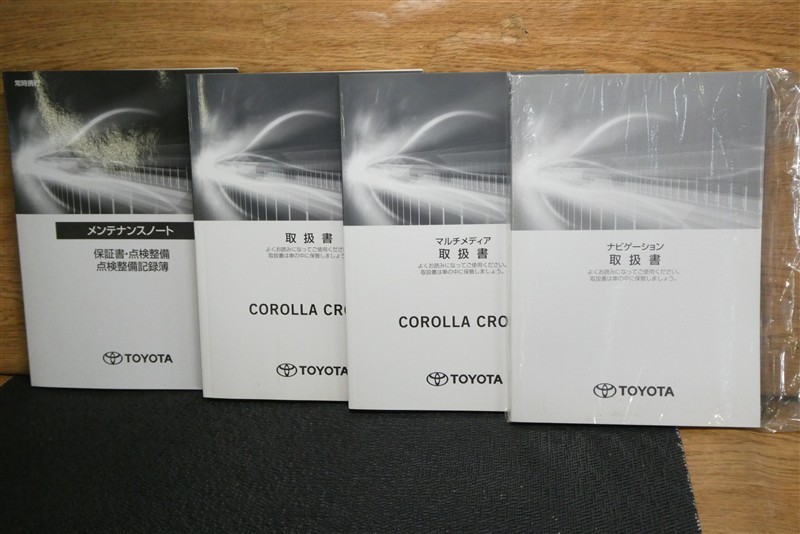 常時携行
メンテナンスノート
保証書・点検整備
点検整備記録簿
TOYOTA
取扱書
よくお読みになってご使用くださ
取扱書は車の中に保管しましょう
COROLLA CRO
TOYOTA
マルチメディア
取扱書
よくお読みになってご使用ください。
取扱書は車の中に保管しましょう。
COROLLA CRO
TOYOTA
ナビゲーション
取扱書
よくお読みになってご使用ください。
取扱書は車の中に保管しましょう。
TOYOTA